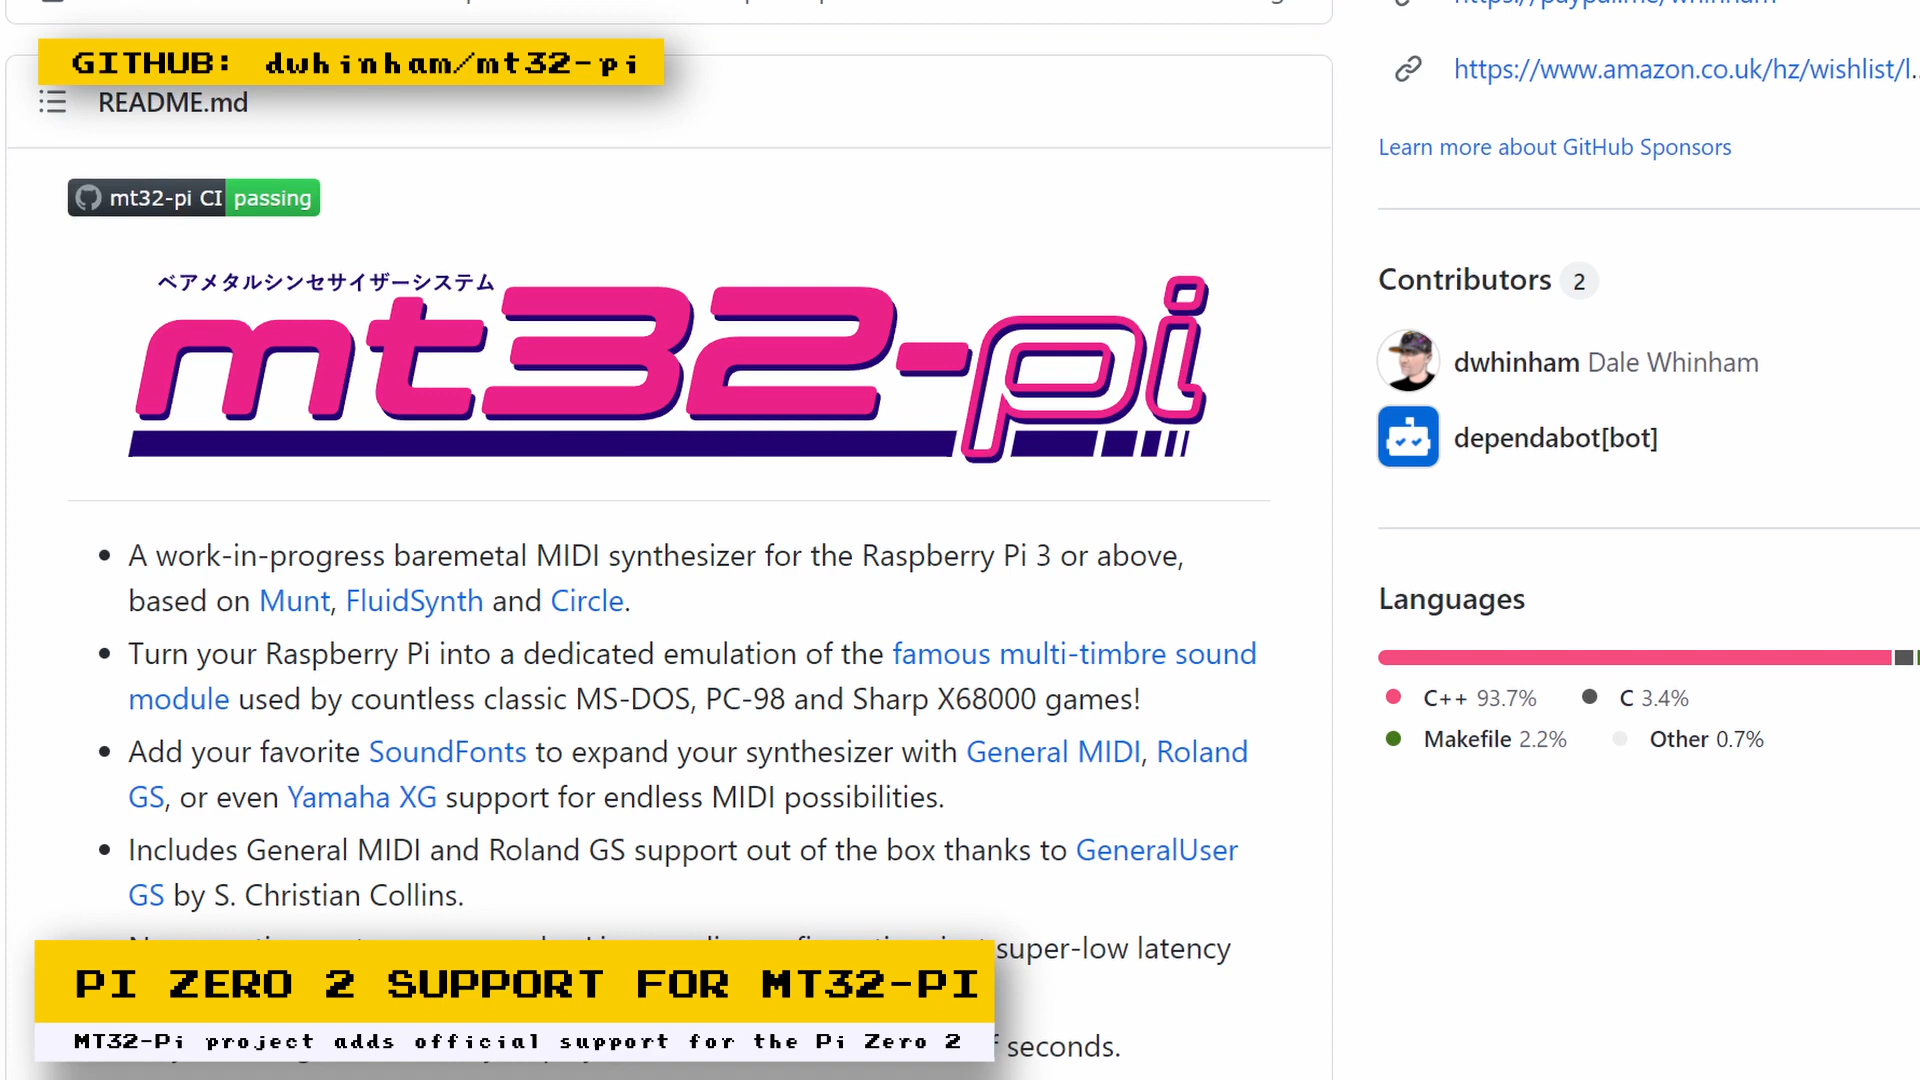 GITHUB: dwhinham/mt32-pi
README.md
mt32-pi CI passing
ベアメタルシンセサイザーシステム
mt32-pi
A work-in-progress baremetal MIDI synthesizer for the Raspberry Pi 3 or above,
based on Munt, FluidSynth and Circle.
Turn your Raspberry Pi into a dedicated emulation of the famous multi-timbre sound
module used by countless classic MS-DOS, PC-98 and Sharp X68000 games!
Add your favorite SoundFonts to expand your synthesizer with General MIDI, Roland
GS, or even Yamaha XG support for endless MIDI possibilities.
Includes General MIDI and Roland GS support out of the box thanks to GeneralUser
GS by S. Christian Collins.
super-low latency
seconds.
PI ZERO 2 SUPPORT FOR MT32-PI
MT32-Pi project adds official support for the Pi Zero 2
https://paypal.me/whinham
https://www.amazon.co.uk/hz/wishlist/l...
Learn more about GitHub Sponsors
Contributors 2
dwhinham Dale Whinham
dependabot[bot]
Languages
C++ 93.7% C 3.4%
Makefile 2.2% Other 0.7%